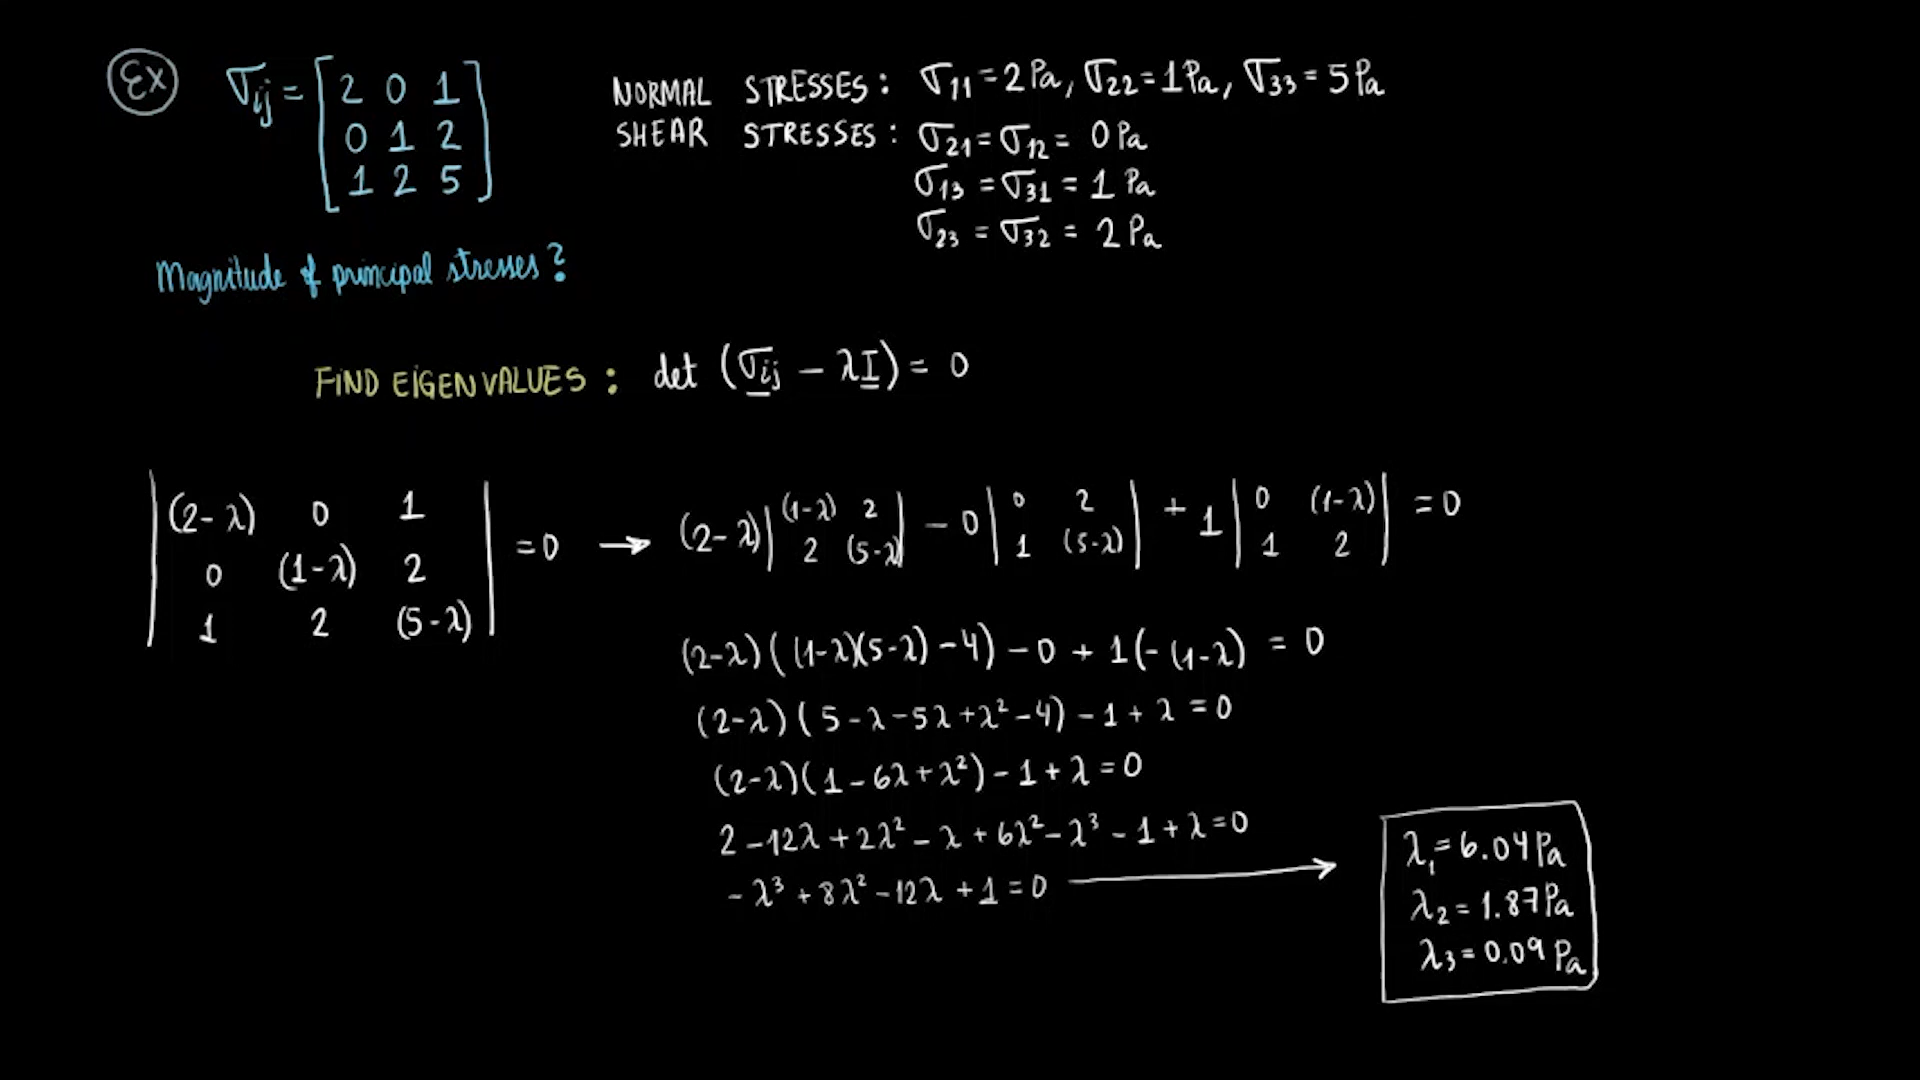 Ex σij = [2 0 1
0 1 2
1 2 5]
NORMAL STRESSES: σ11 = 2 Pa, σ22 = 1 Pa, σ33 = 5 Pa
SHEAR STRESSES: σ21 = σ12 = 0 Pa
σ13 = σ31 = 1 Pa
σ23 = σ32 = 2 Pa
Magnitude of principal stresses?
FIND EIGENVALUES: det (σij - λI) = 0
|(2-λ) 0 1
0 (1-λ) 2
1 2 (5-λ)| = 0 → (2-λ) |(1-λ) 2
2 (5-λ)| - 0 |0 2
1 (5-λ)| + 1 |0 (1-λ)
1 2| = 0
(2-λ) ((1-λ)(5-λ) - 4) - 0 + 1(-(1-λ) = 0
(2-λ) (5 - λ - 5λ + λ² - 4) - 1 + λ = 0
(2-λ)(1 - 6λ + λ²) - 1 + λ = 0
2 - 12λ + 2λ² - λ + 6λ² - λ³ - 1 + λ = 0
-λ³ + 8λ² - 12λ + 1 = 0 →
λ1 = 6.04 Pa
λ2 = 1.87 Pa
λ3 = 0.09 Pa